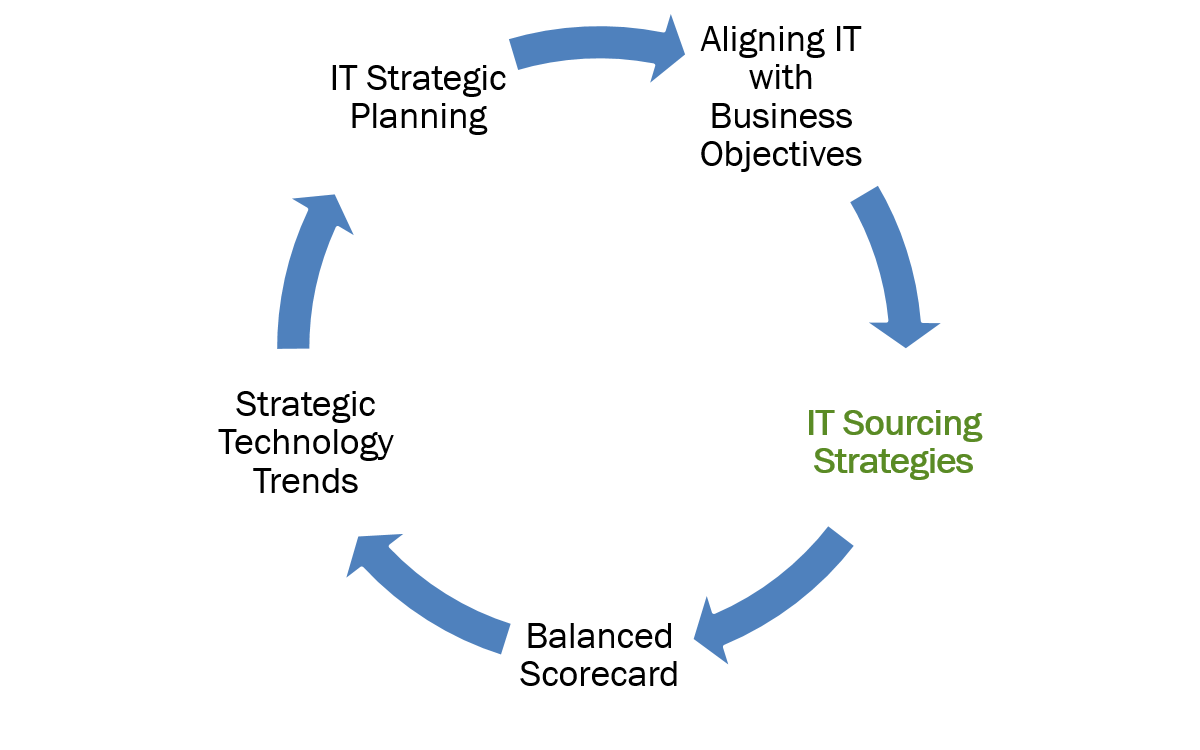 IT Strategic
Planning
Aligning IT
with
Business
Objectives
IT Sourcing
Strategies
Balanced
Scorecard
Strategic
Technology
Trends